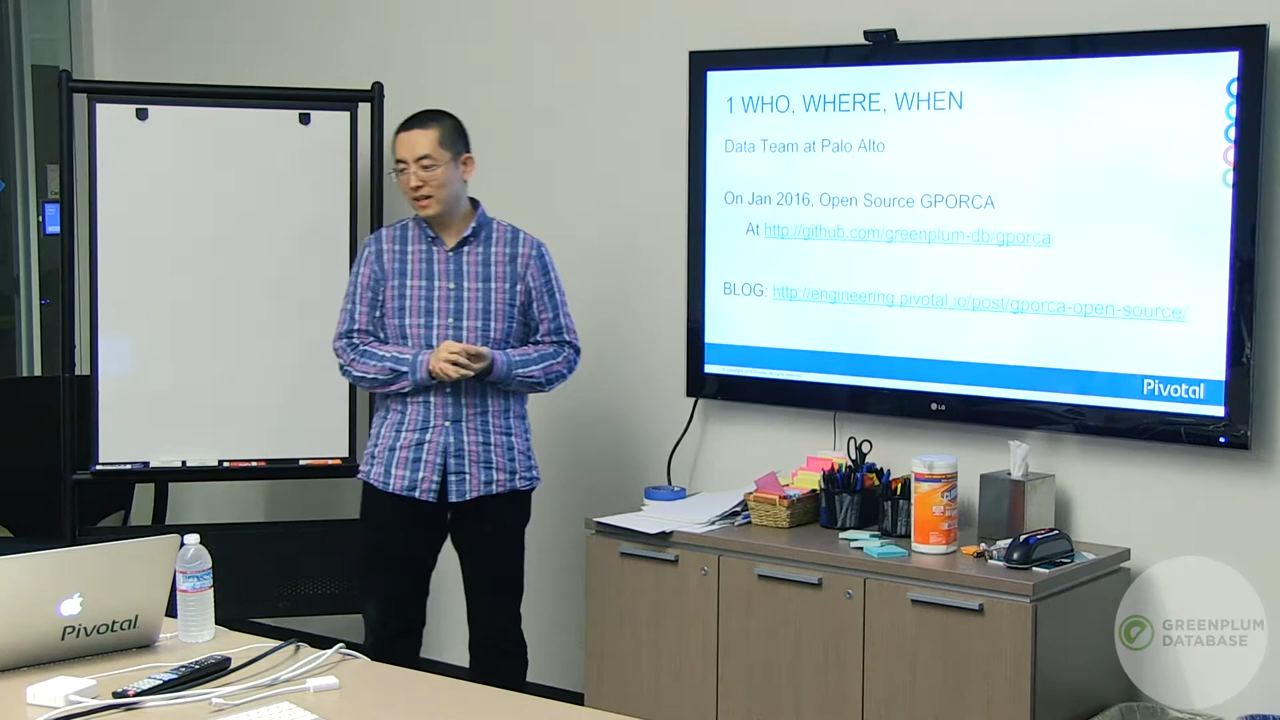 1 WHO, WHERE, WHEN
Data Team at Palo Alto
On Jan 2016, Open Source GPORCA
At http://github.com/greenplum-db/gporca
BLOG: http://engineering.pivotal.io/post/gporca-open-source/
Pivotal
LG
Pivotal
GREENPLUM
DATABASE